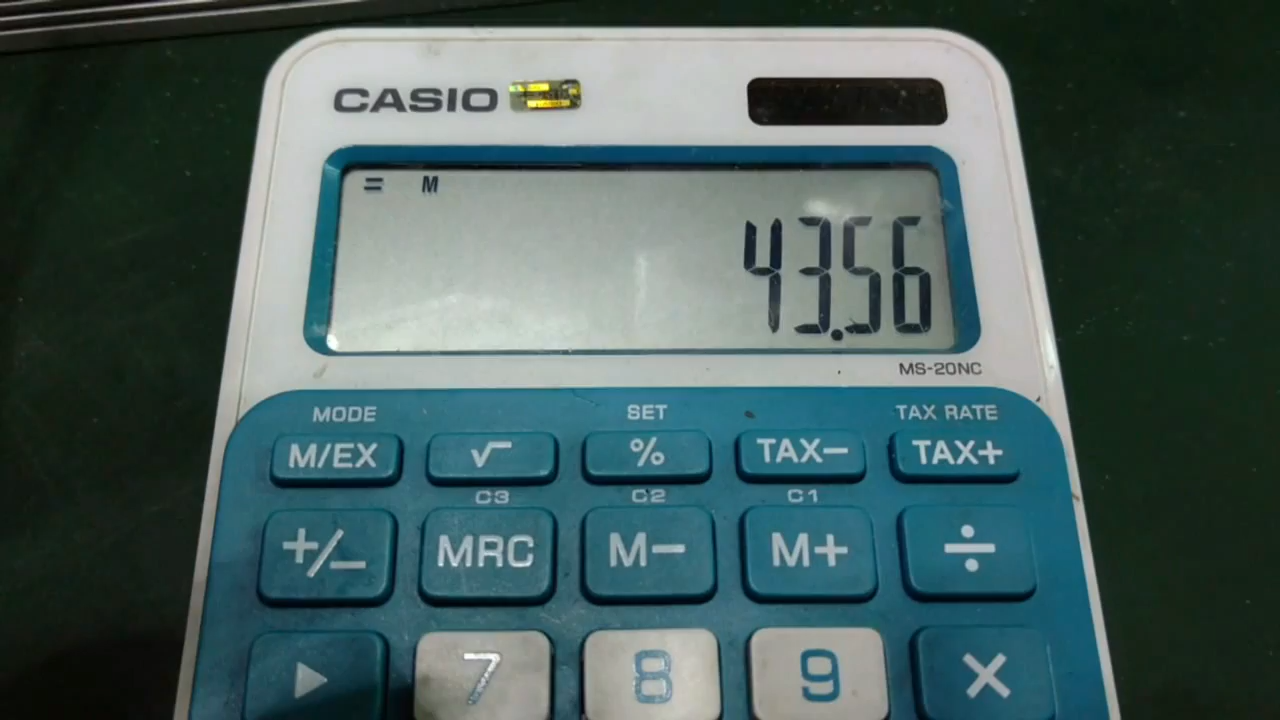 CASIO
= M
43.56
MS-20NC
MODE SET TAX RATE
M/EX √ % TAX− TAX+
C3 C2 C1
+/− MRC M− M+ ÷
▶ 7 8 9 ×